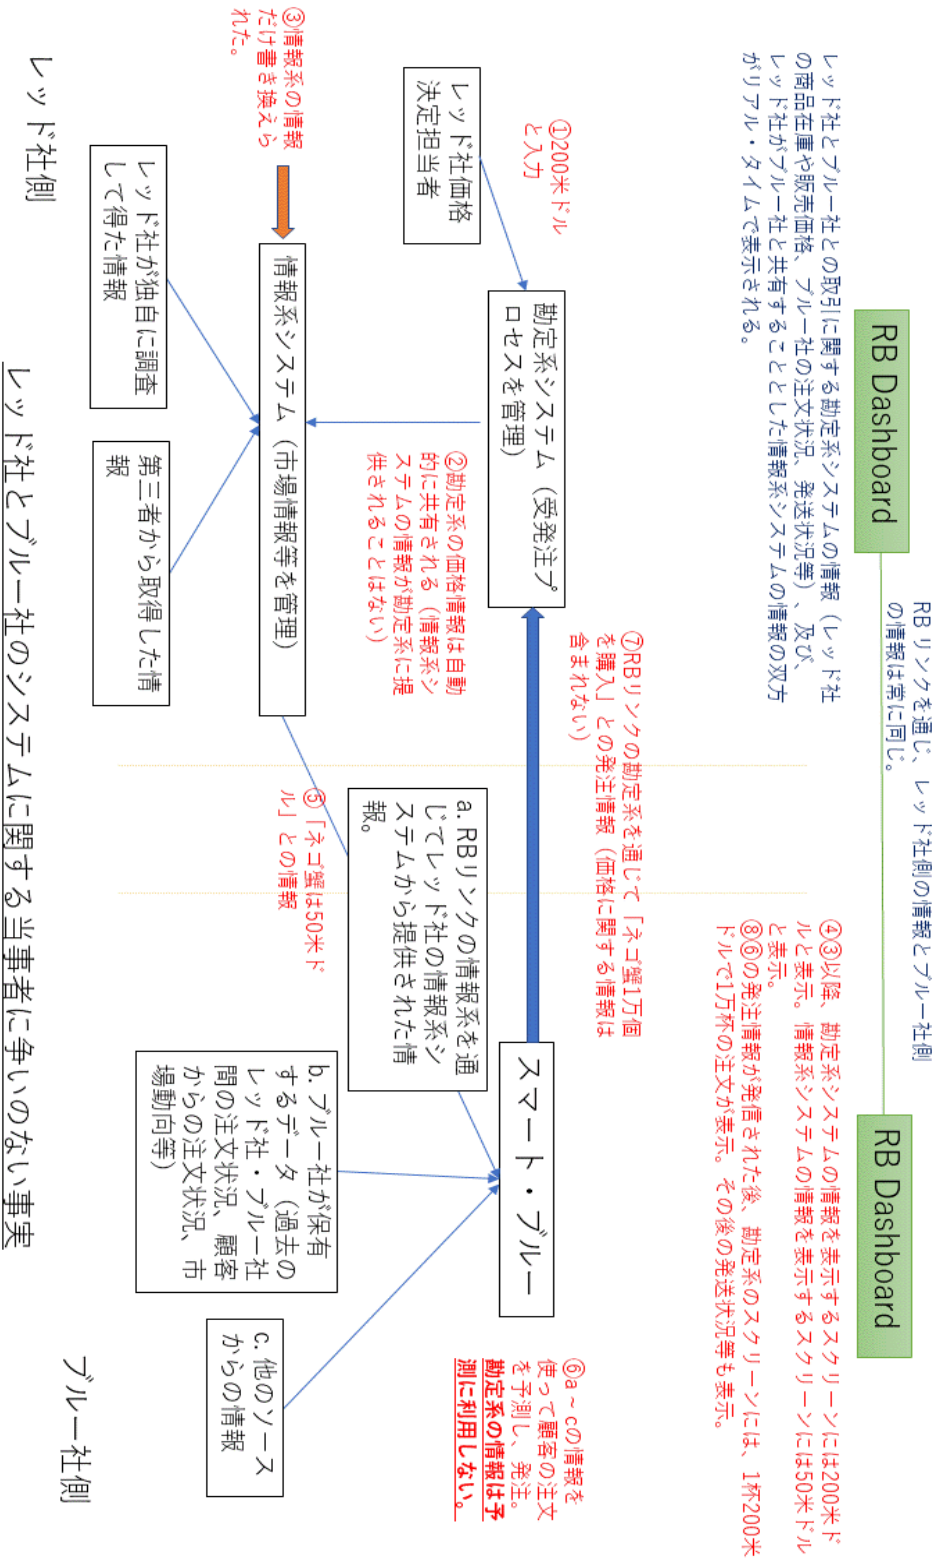 RB Dashboard
RB リンクを通じ、レッド社側の情報とブルー社側
の情報は常に同じ。
RB Dashboard
レッド社とブルー社との取引に関する勘定系システムの情報（レッド社
の商品在庫や販売価格、ブルー社の注文状況、発送状況等）、及び、
レッド社がブルー社と共有することとした情報系システムの情報の双方
がリアル・タイムで表示される。
④③以降、勘定系システムの情報を表示するスクリーンには200米ド
ルと表示。情報系システムの情報を表示するスクリーンには50米ドル
と表示。
⑧⑥の発注情報が発信された後、勘定系のスクリーンには、1杯200米
ドルで1万杯の注文が表示。その後の発送状況等も表示。
①200米ドル
と入力
⑦RBリンクの勘定系を通じて「ネゴ蟹1万個
を購入」との発注情報（価格に関する情報は
含まれない）
レッド社価格
決定担当者
勘定系システム（受発注プ
ロセスを管理）
スマート・ブルー
⑥a～cの情報を
使って顧客の注文
を予測し、発注。
勘定系の情報は予
測に利用しない。
②勘定系の価格情報は自動
的に共有される（情報系シ
ステムの情報が勘定系に提
供されることはない）
a. RBリンクの情報系を通
じてレッド社の情報系シ
ステムから提供された情
報。
③情報系の情報
だけ書き換えら
れた。
情報系システム（市場情報等を管理）
⑤「ネゴ蟹は50米ド
ル」との情報
b. ブルー社が保有
するデータ（過去の
レッド社・ブルー社
間の注文状況、顧客
からの注文状況、市
場動向等）
c. 他のソース
からの情報
レッド社が独自に調査
して得た情報
第三者から取得した情
報
レッド社側
ブルー社側
レッド社とブルー社のシステムに関する当事者に争いのない事実